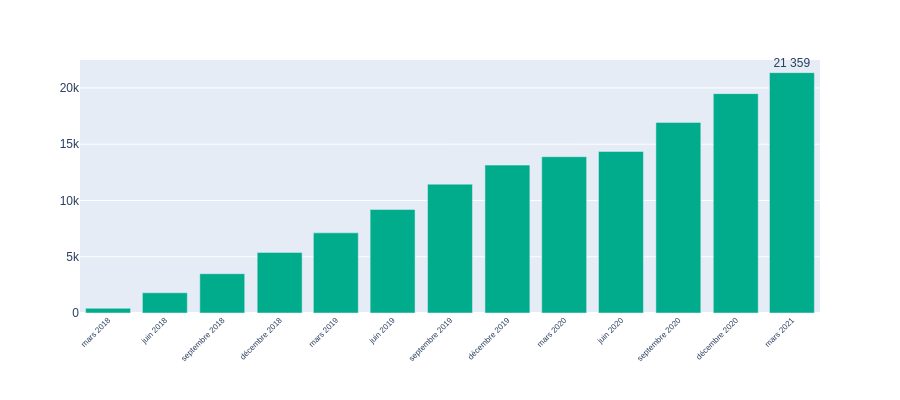 21 359
20k
15k
10k
5k
0
mars 2018
juin 2018
septembre 2018
décembre 2018
mars 2019
juin 2019
septembre 2019
décembre 2019
mars 2020
juin 2020
septembre 2020
décembre 2020
mars 2021